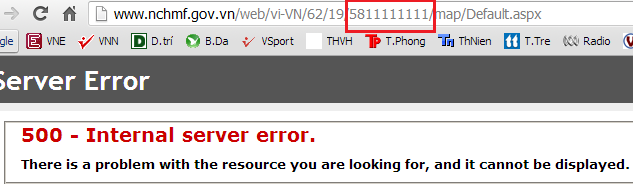 www.nchmf.gov.vn/web/vi-VN/62/19/5811111111/map/Default.aspx
gle VNE VNN D.trí B.Da VSport THVH T.Phong ThNien T.Tre Radio
Server Error
500 - Internal server error.
There is a problem with the resource you are looking for, and it cannot be displayed.